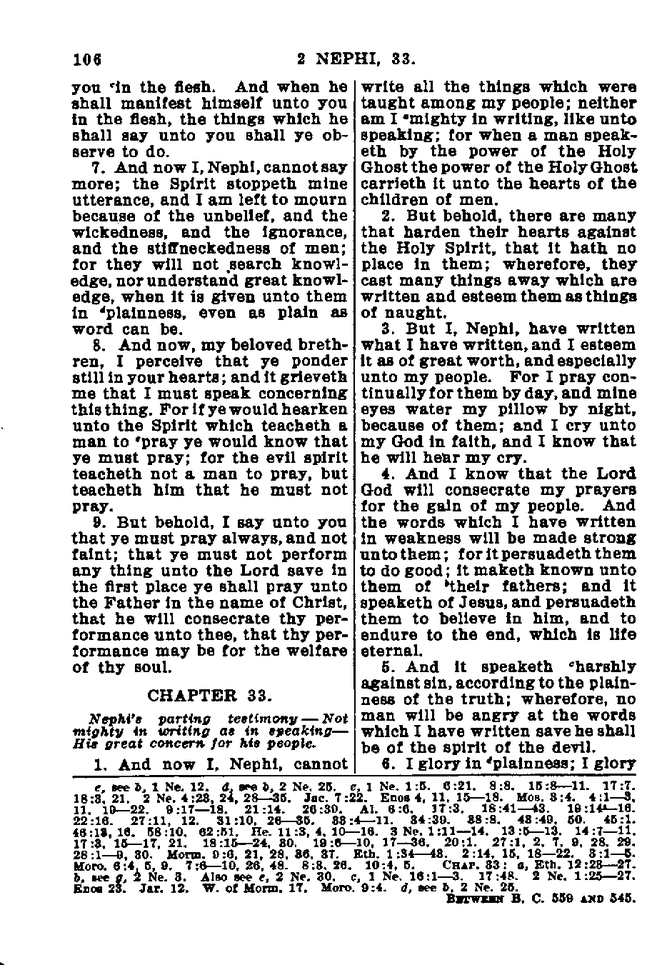 106
2 NEPHI, 33.
you ᶜin the flesh. And when he
shall manifest himself unto you
in the flesh, the things which he
shall say unto you shall ye ob-
serve to do.
7. And now I, Nephi, cannot say
more; the Spirit stoppeth mine
utterance, and I am left to mourn
because of the unbelief, and the
wickedness, and the ignorance,
and the stiffneckedness of men;
for they will not search knowl-
edge, nor understand great knowl-
edge, when it is given unto them
in ᵈplainness, even as plain as
word can be.
8. And now, my beloved breth-
ren, I perceive that ye ponder
still in your hearts; and it grieveth
me that I must speak concerning
this thing. For if ye would hearken
unto the Spirit which teacheth a
man to ᵉpray ye would know that
ye must pray; for the evil spirit
teacheth not a man to pray, but
teacheth him that he must not
pray.
9. But behold, I say unto you
that ye must pray always, and not
faint; that ye must not perform
any thing unto the Lord save in
the first place ye shall pray unto
the Father in the name of Christ,
that he will consecrate thy per-
formance unto thee, that thy per-
formance may be for the welfare
of thy soul.
CHAPTER 33.
Nephi's parting testimony—Not
mighty in writing as in speaking—
His great concern for his people.
1. And now I, Nephi, cannot
write all the things which were
taught among my people; neither
am I ᵃmighty in writing, like unto
speaking; for when a man speak-
eth by the power of the Holy
Ghost the power of the Holy Ghost
carrieth it unto the hearts of the
children of men.
2. But behold, there are many
that harden their hearts against
the Holy Spirit, that it hath no
place in them; wherefore, they
cast many things away which are
written and esteem them as things
of naught.
3. But I, Nephi, have written
what I have written, and I esteem
it as of great worth, and especially
unto my people. For I pray con-
tinually for them by day, and mine
eyes water my pillow by night,
because of them; and I cry unto
my God in faith, and I know that
he will hear my cry.
4. And I know that the Lord
God will consecrate my prayers
for the gain of my people. And
the words which I have written
in weakness will be made strong
unto them; for it persuadeth them
to do good; it maketh known unto
them of ᵇtheir fathers; and it
speaketh of Jesus, and persuadeth
them to believe in him, and to
endure to the end, which is life
eternal.
5. And it speaketh ᶜharshly
against sin, according to the plain-
ness of the truth; wherefore, no
man will be angry at the words
which I have written save he shall
be of the spirit of the devil.
6. I glory in ᵈplainness; I glory
c, see b, 1 Ne. 12. d, see b, 2 Ne. 25. e, 1 Ne. 1:5. 6:21. 8:8. 15:8—11. 17:7.
18:3, 21. 2 Ne. 4:23, 24, 28—35. Jac. 7:22. Enos 4, 11, 15—18. Mos. 3:4. 4:1—3,
11, 19—22. 9:17—18. 21:14. 26:39. Al. 6:6. 17:3. 18:41—43. 19:14—16.
22:16. 27:11, 12. 31:10, 26—35. 33:4—11. 34:39. 38:8. 43:49, 50. 45:1.
46:13, 16. 58:10. 62:51. He. 11:3, 4, 10—16. 3 Ne. 1:11—14. 13:5—13. 14:7—11.
17:3, 15—17, 21. 18:15—24, 30. 19:6—10, 17—36. 20:1. 27:1, 2, 7, 9, 28, 29.
28:1—9, 30. Morm. 9:6, 21, 28, 36, 37. Eth. 1:34—43. 2:14, 15, 18—22. 3:1—5.
Moro. 6:4, 5, 9. 7:6—10, 26, 48. 8:8, 26. 10:4, 5. CHAP. 33: a, Eth. 12:23—27.
b, see g, 2 Ne. 3. Also see e, 2 Ne. 30. c, 1 Ne. 16:1—3. 17:48. 2 Ne. 1:25—27.
Enos 23. Jar. 12. W. of Morm. 17. Moro. 9:4. d, see b, 2 Ne. 25.
BETWEEN B. C. 559 AND 545.